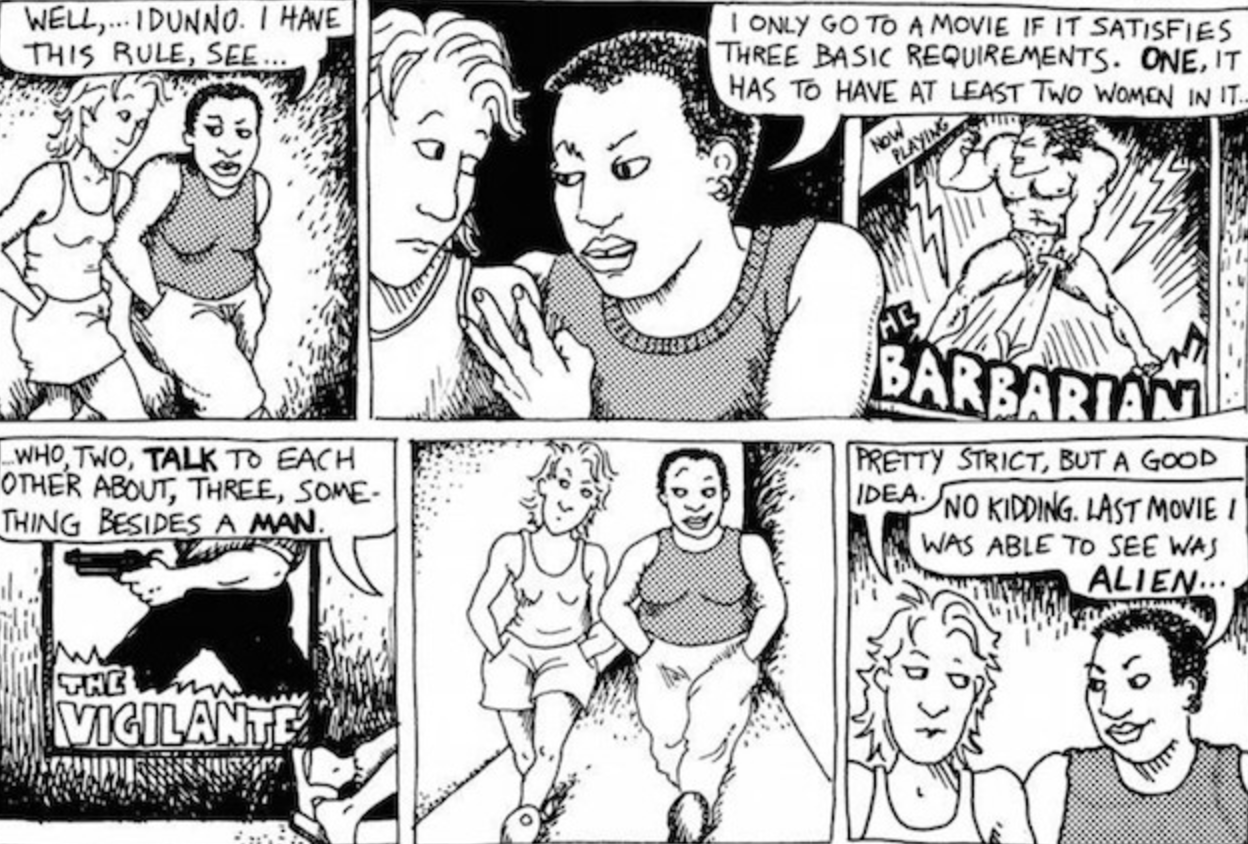 WELL,... I DUNNO. I HAVE
THIS RULE, SEE...
I ONLY GO TO A MOVIE IF IT SATISFIES
THREE BASIC REQUIREMENTS. ONE, IT
HAS TO HAVE AT LEAST TWO WOMEN IN IT...
NOW
PLAYING
THE
BARBARIAN
...WHO, TWO, TALK TO EACH
OTHER ABOUT, THREE, SOME-
THING BESIDES A MAN.
THE
VIGILANTE
PRETTY STRICT, BUT A GOOD
IDEA.
NO KIDDING. LAST MOVIE I
WAS ABLE TO SEE WAS
ALIEN...